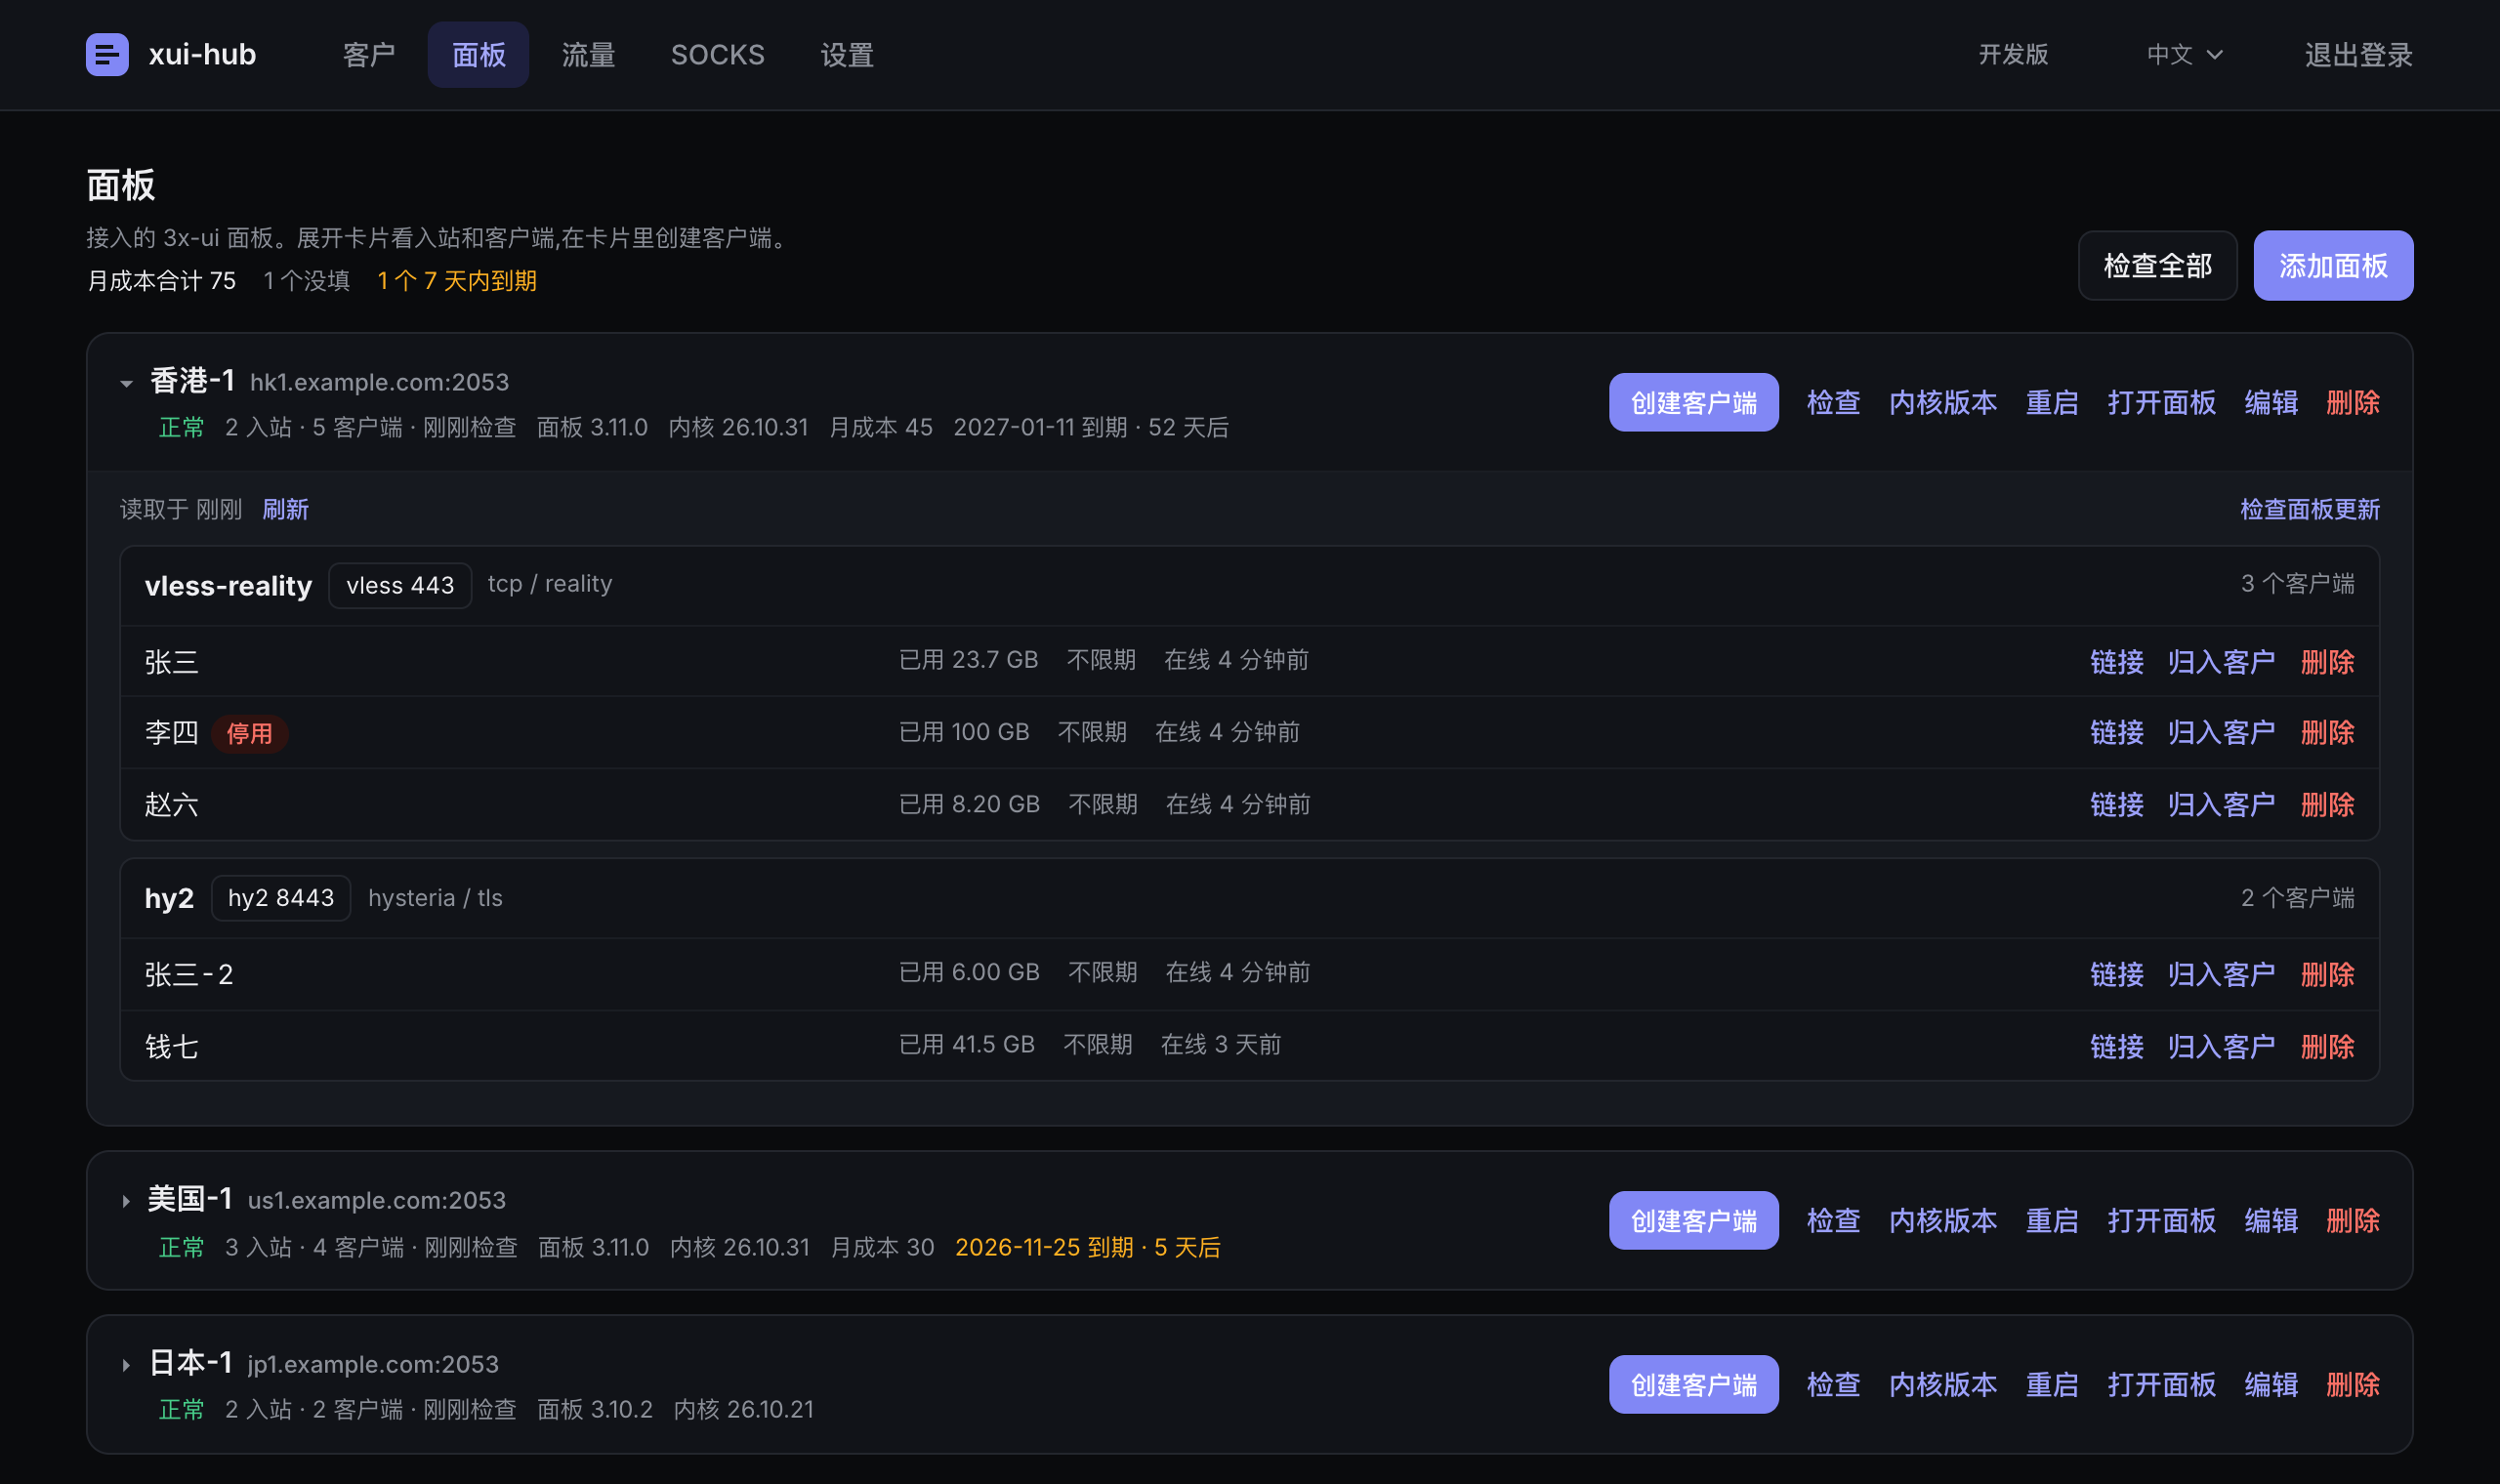 xui-hub 客户 面板 流量 SOCKS 设置 开发版 中文 退出登录
面板
接入的 3x-ui 面板。展开卡片看入站和客户端,在卡片里创建客户端。
月成本合计 75 1 个没填 1 个 7 天内到期
检查全部 添加面板
香港-1 hk1.example.com:2053
正常 2 入站 · 5 客户端 · 刚刚检查 面板 3.11.0 内核 26.10.31 月成本 45 2027-01-11 到期 · 52 天后
创建客户端 检查 内核版本 重启 打开面板 编辑 删除
读取于 刚刚 刷新 检查面板更新
vless-reality vless 443 tcp / reality 3 个客户端
张三 已用 23.7 GB 不限期 在线 4 分钟前 链接 归入客户 删除
李四 停用 已用 100 GB 不限期 在线 4 分钟前 链接 归入客户 删除
赵六 已用 8.20 GB 不限期 在线 4 分钟前 链接 归入客户 删除
hy2 hy2 8443 hysteria / tls 2 个客户端
张三-2 已用 6.00 GB 不限期 在线 4 分钟前 链接 归入客户 删除
钱七 已用 41.5 GB 不限期 在线 3 天前 链接 归入客户 删除
美国-1 us1.example.com:2053
正常 3 入站 · 4 客户端 · 刚刚检查 面板 3.11.0 内核 26.10.31 月成本 30 2026-11-25 到期 · 5 天后
创建客户端 检查 内核版本 重启 打开面板 编辑 删除
日本-1 jp1.example.com:2053
正常 2 入站 · 2 客户端 · 刚刚检查 面板 3.10.2 内核 26.10.21
创建客户端 检查 内核版本 重启 打开面板 编辑 删除